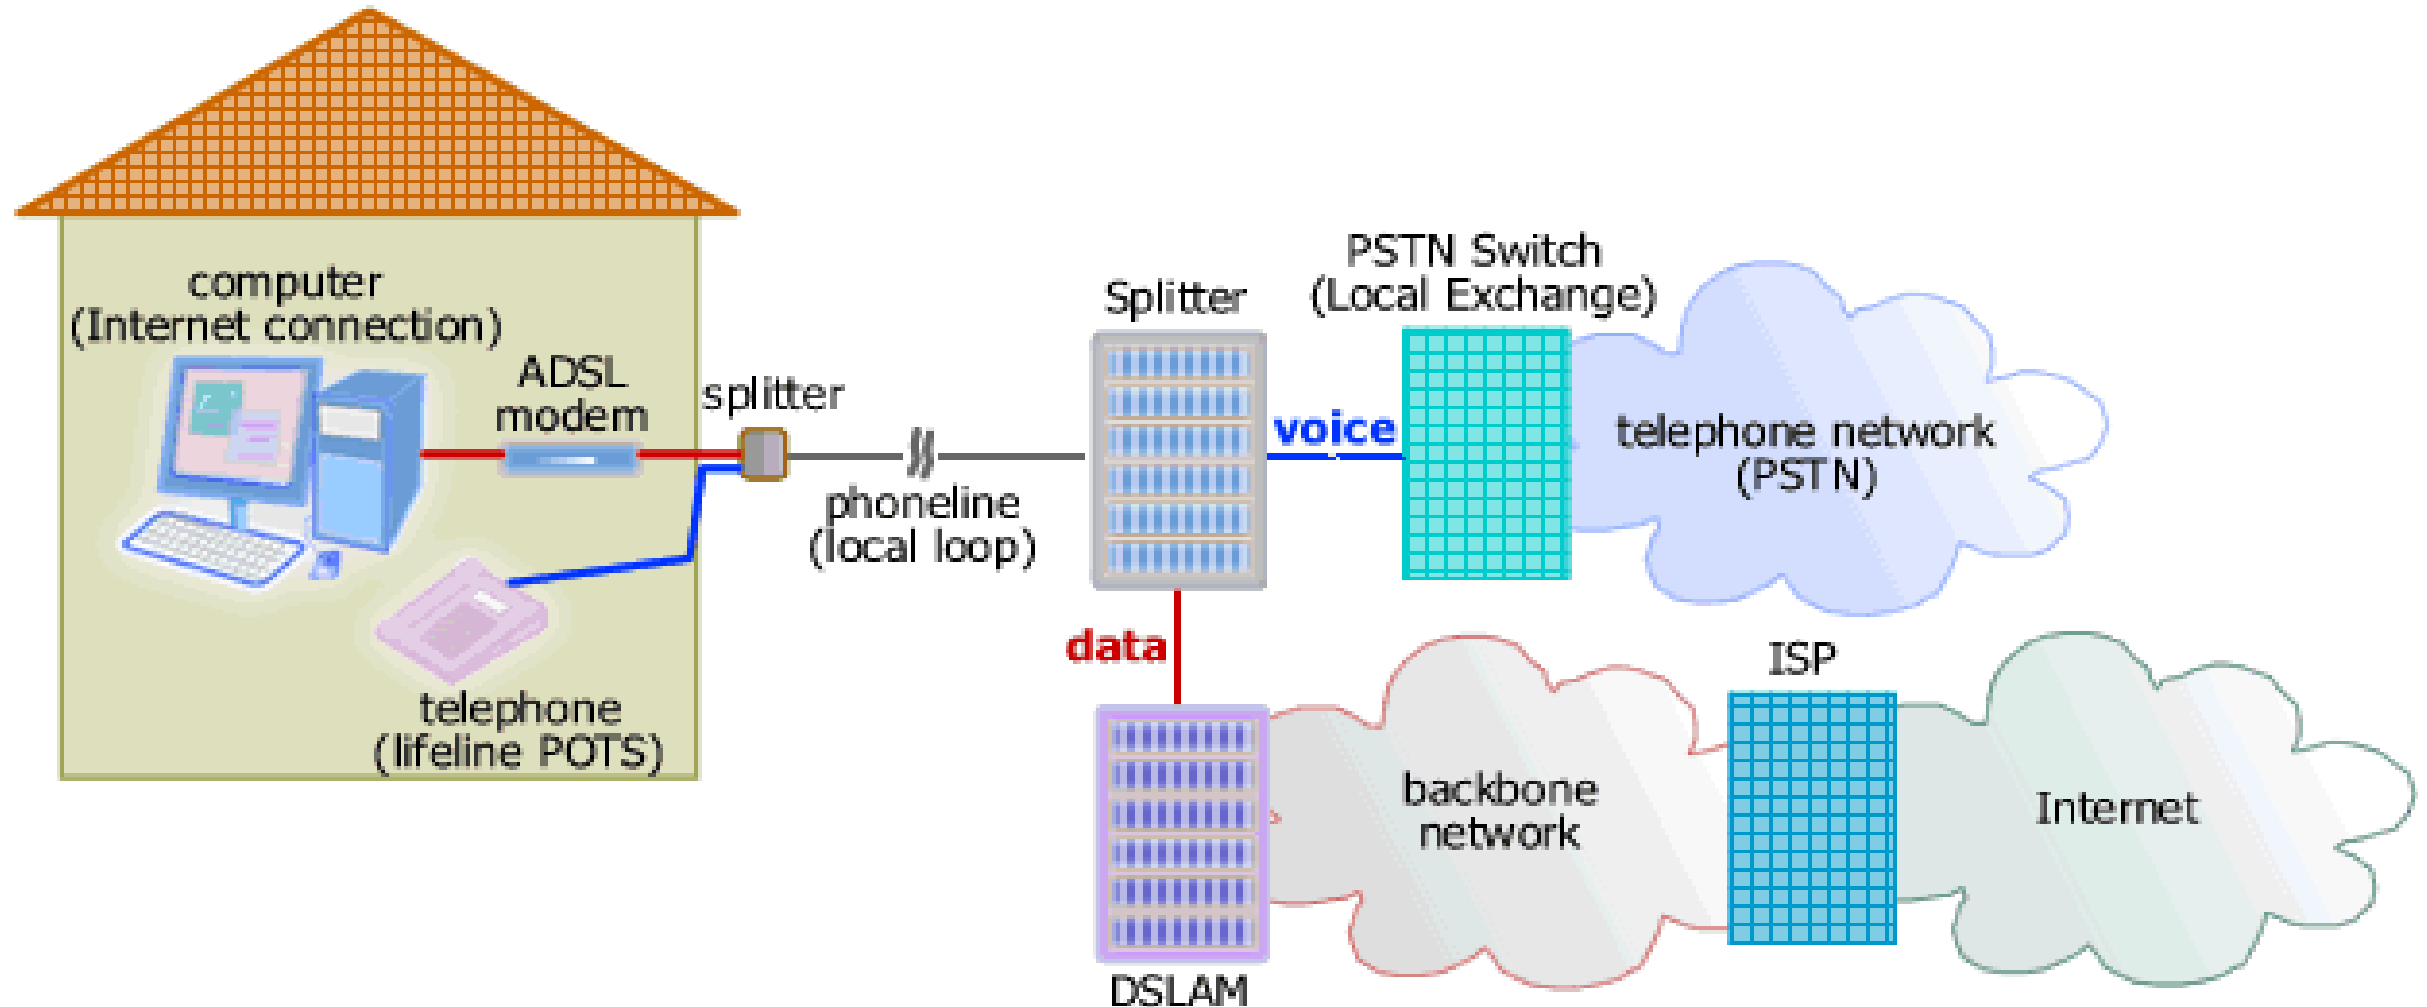 computer
(Internet connection)
ADSL
modem
splitter
telephone
(lifeline POTS)
phoneline
(local loop)
Splitter
voice
PSTN Switch
(Local Exchange)
telephone network
(PSTN)
data
DSLAM
backbone
network
ISP
Internet